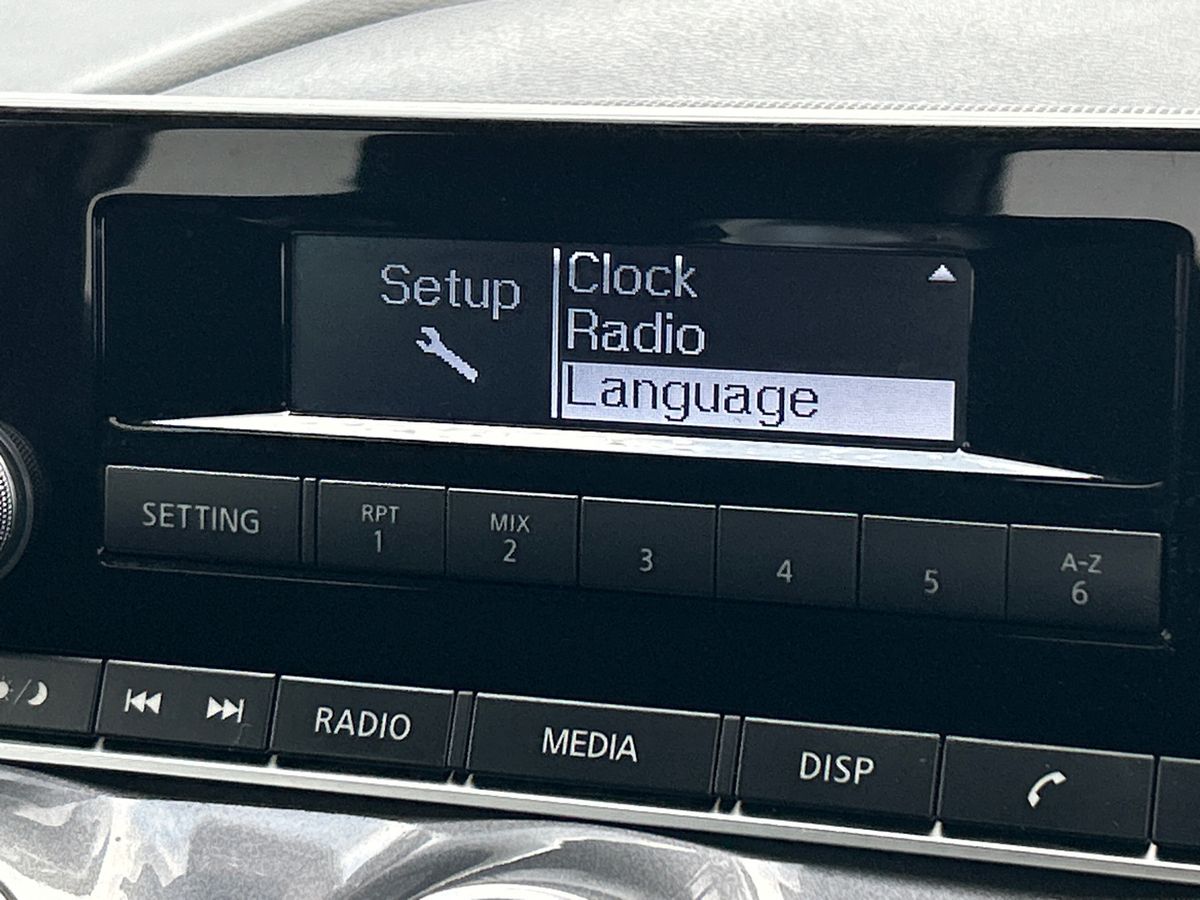 Setup
Clock
Radio
Language
SETTING
RPT
1
MIX
2
3
4
5
A-Z
6
RADIO
MEDIA
DISP